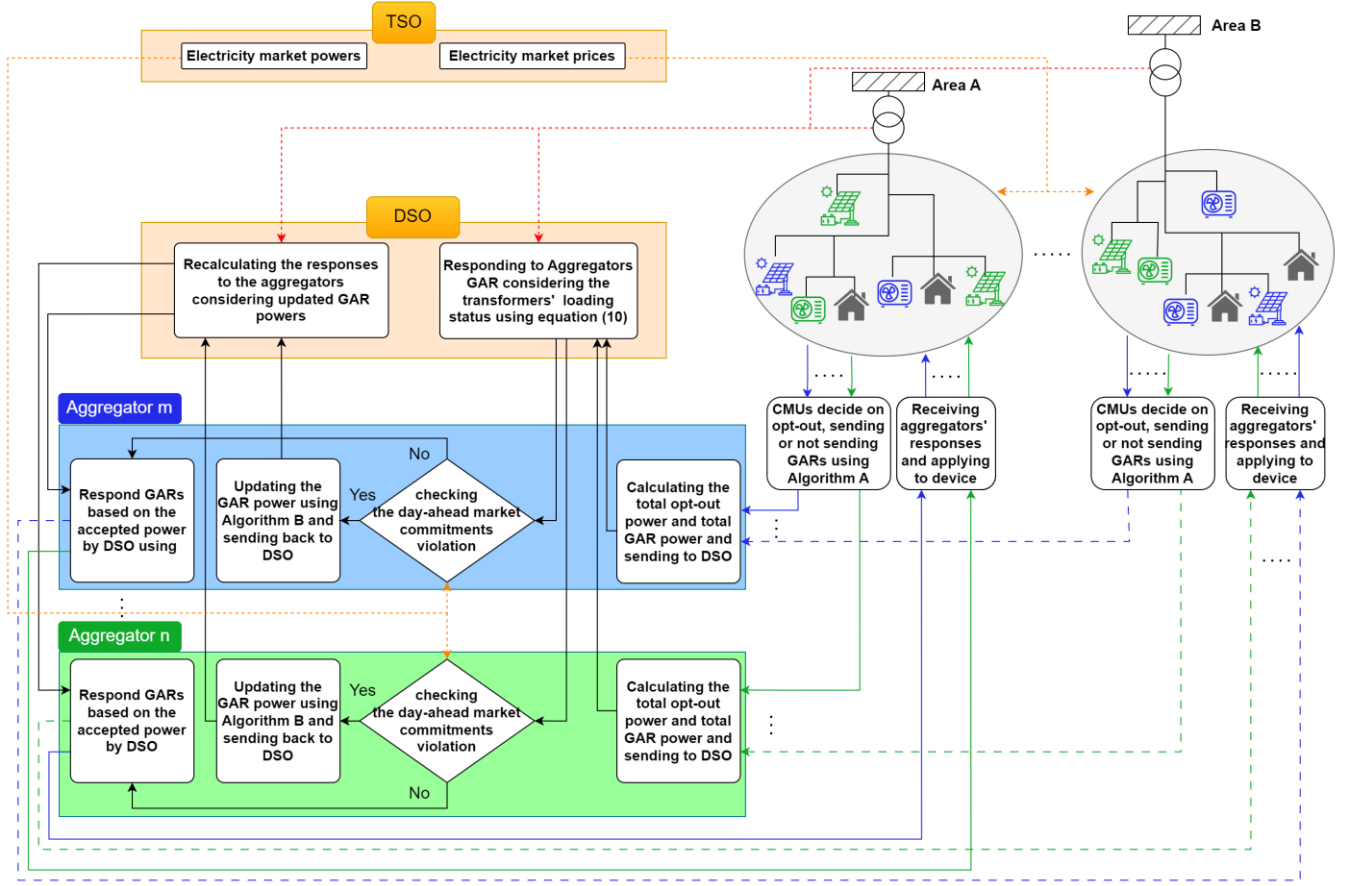 TSO
Electricity market powers
Electricity market prices
Area B
Area A
DSO
Recalculating the responses
to the aggregators
considering updated GAR
powers
Responding to Aggregators
GAR considering the
transformers' loading
status using equation (10)
Aggregator m
Respond GARs
based on the
accepted power
by DSO using
Updating the
GAR power using
Algorithm B and
sending back to
DSO
Yes
No
checking
the day-ahead market
commitments
violation
Calculating the
total opt-out
power and total
GAR power and
sending to DSO
CMUs decide on
opt-out, sending
or not sending
GARs using
Algorithm A
Receiving
aggregators'
responses
and applying
to device
CMUs decide on
opt-out, sending
or not sending
GARs using
Algorithm A
Receiving
aggregators'
responses and
applying to
device
Aggregator n
Respond GARs
based on the
accepted power
by DSO
Updating the
GAR power using
Algorithm B and
sending back to
DSO
Yes
checking
the day-ahead market
commitments
violation
No
Calculating the
total opt-out
power and total
GAR power and
sending to DSO